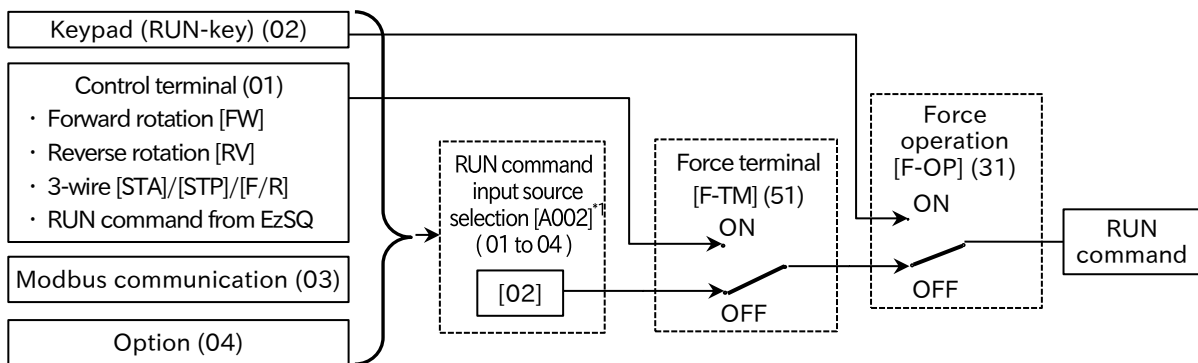 Keypad (RUN-key) (02)
Control terminal (01)
・ Forward rotation [FW]
・ Reverse rotation [RV]
・ 3-wire [STA]/[STP]/[F/R]
・ RUN command from EzSQ
Modbus communication (03)
Option (04)
RUN command
input source
selection [A002]*1
( 01 to 04 )
[02]
Force terminal
[F-TM] (51)
ON
OFF
Force
operation
[F-OP] (31)
ON
OFF
RUN
command